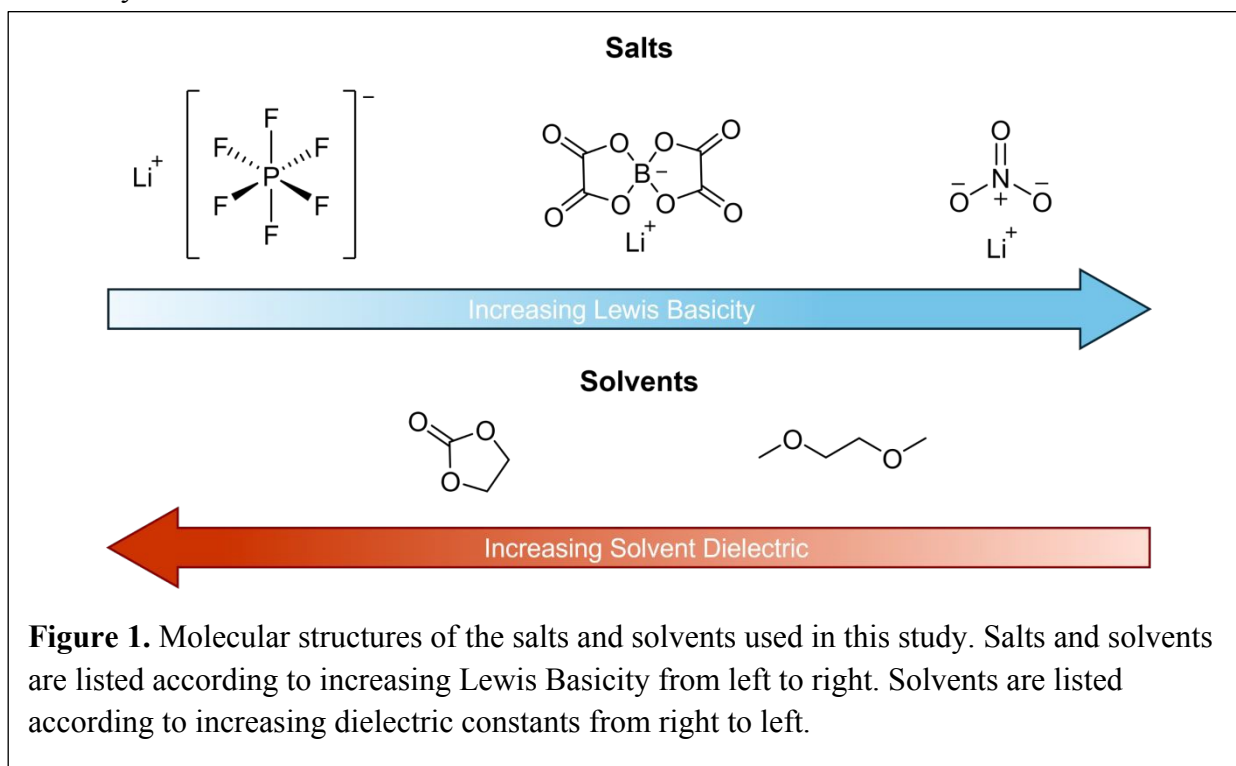 Salts
Li+ [ P F F F F F F ]−
O O O O B− O O O O Li+
O N+ −O O− Li+
Increasing Lewis Basicity
Solvents
O O O
O O
Increasing Solvent Dielectric
Figure 1. Molecular structures of the salts and solvents used in this study. Salts and solvents
are listed according to increasing Lewis Basicity from left to right. Solvents are listed
according to increasing dielectric constants from right to left.